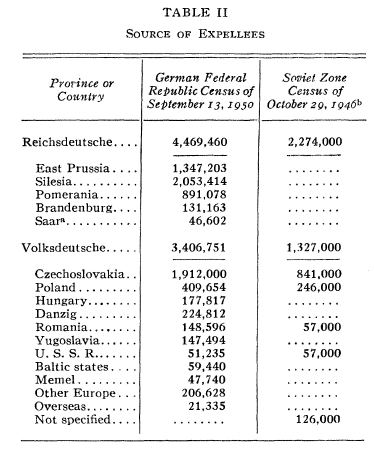 TABLE II
SOURCE OF EXPELLEES
Province or Country German Federal Republic Census of September 13, 1950 Soviet Zone Census of October 29, 1946b
Reichsdeutsche.... 4,469,460 2,274,000
East Prussia.... 1,347,203 ........
Silesia.......... 2,053,414 ........
Pomerania...... 891,078 ........
Brandenburg.... 131,163 ........
Saara........... 46,602 ........
Volksdeutsche..... 3,406,751 1,327,000
Czechoslovakia.. 1,912,000 841,000
Poland......... 409,654 246,000
Hungary........ 177,817 ........
Danzig......... 224,812 ........
Romania....... 148,596 57,000
Yugoslavia...... 147,494 ........
U. S. S. R....... 51,235 57,000
Baltic states.... 59,440 ........
Memel......... 47,740 ........
Other Europe... 206,628 ........
Overseas........ 21,335 ........
Not specified.... ........ 126,000